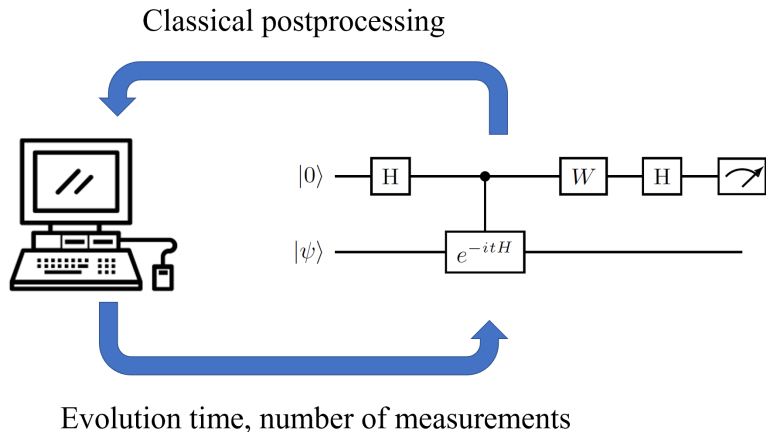 Classical postprocessing
|0⟩ H W H
|ψ⟩ e^{-itH}
Evolution time, number of measurements